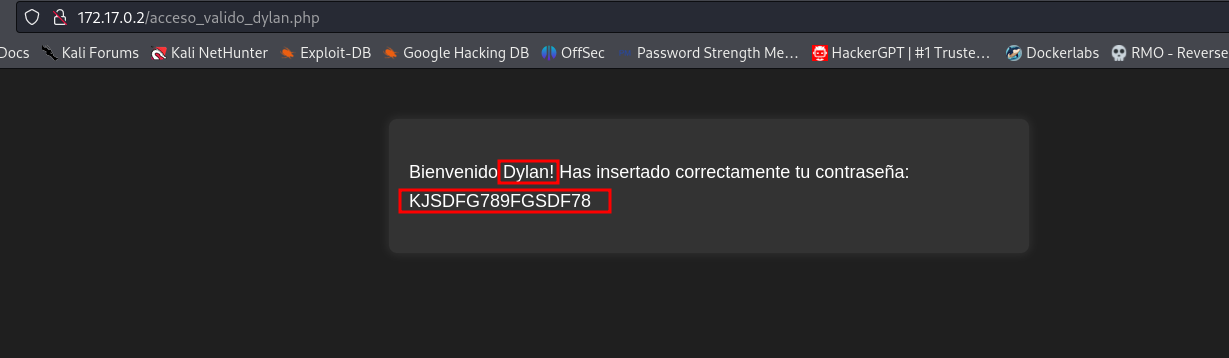 172.17.0.2/acceso_valido_dylan.php
Docs Kali Forums Kali NetHunter Exploit-DB Google Hacking DB OffSec Password Strength Me… HackerGPT | #1 Truste… Dockerlabs RMO - Reverse
Bienvenido Dylan! Has insertado correctamente tu contraseña:
KJSDFG789FGSDF78